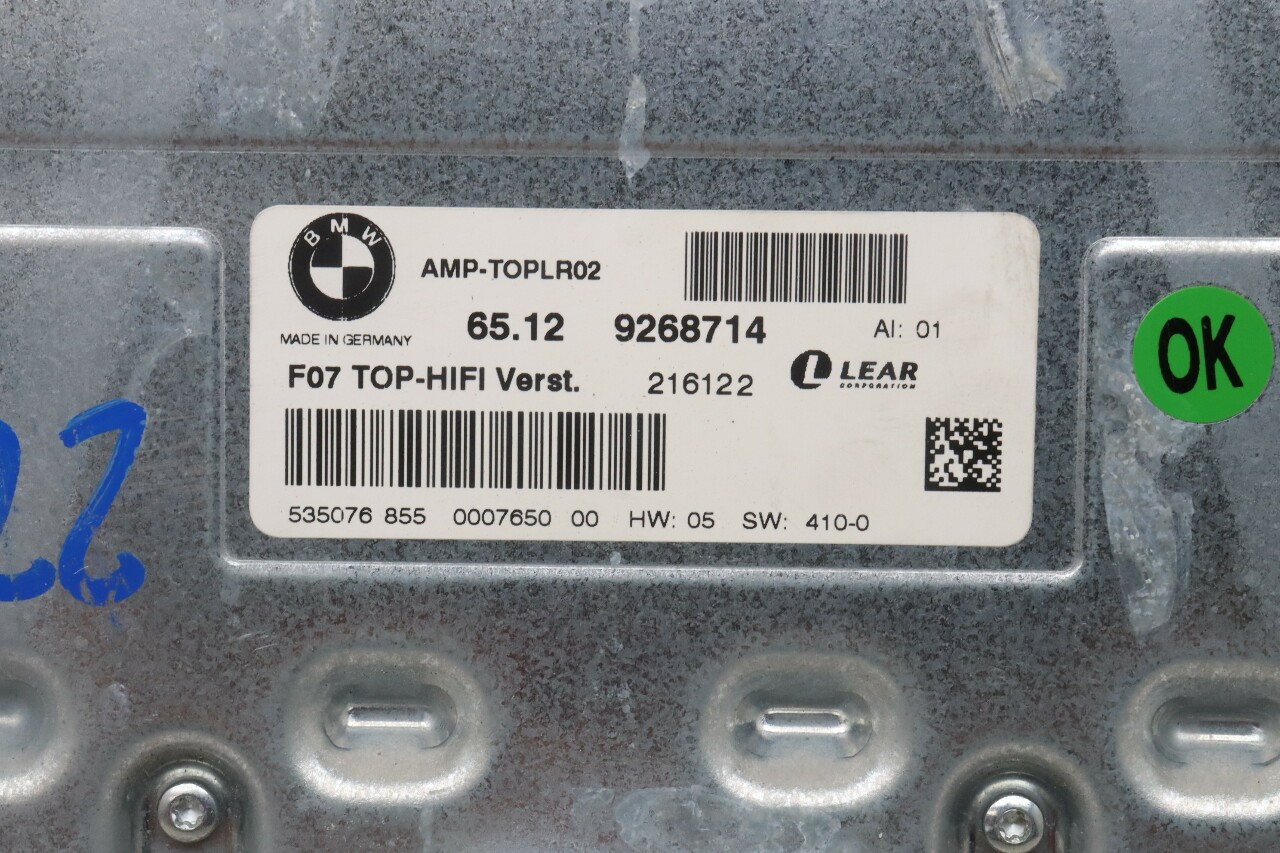 BMW
AMP-TOPLR02
MADE IN GERMANY
65.12 9268714 AI: 01
F07 TOP-HIFI Verst. 216122 LEAR
CORPORATION
535076 855 0007650 00 HW: 05 SW: 410-0
OK
22